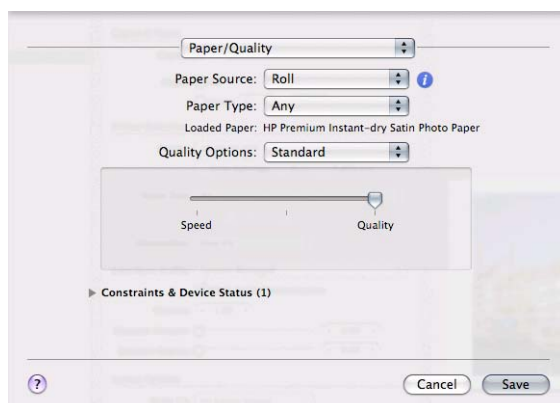 Paper/Quality
Paper Source: Roll
Paper Type: Any
Loaded Paper: HP Premium Instant-dry Satin Photo Paper
Quality Options: Standard
Speed Quality
Constraints & Device Status (1)
? Cancel Save